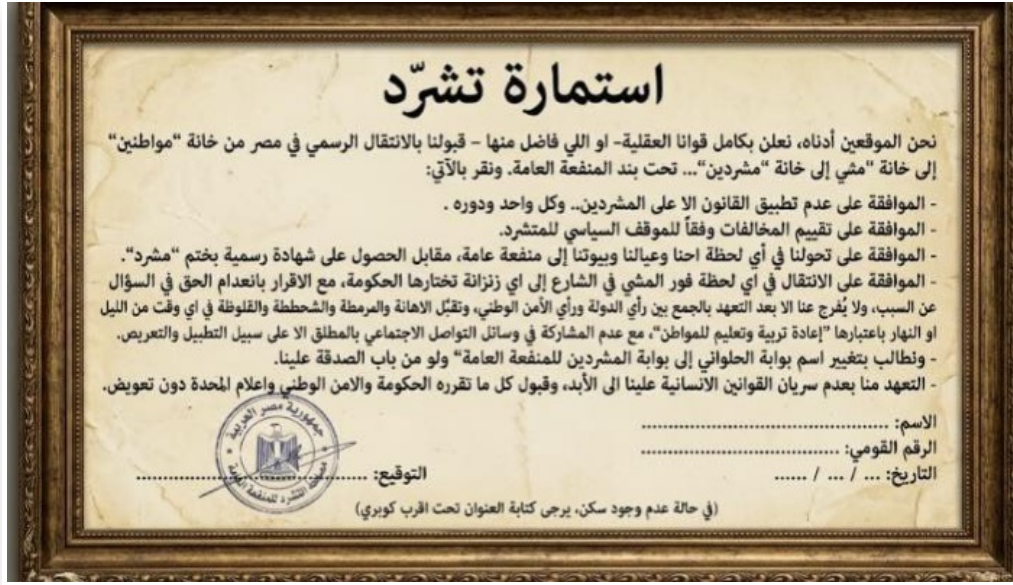 استمارة تشرّد
نحن الموقعين أدناه، نعلن بكامل قوانا العقلية- او اللي فاضل منها – قبولنا بالانتقال الرسمي في مصر من خانة “مواطنين”
إلى خانة “مشي إلى خانة “مشردين”... تحت بند المنفعة العامة. ونقر بالآتي:
- الموافقة على عدم تطبيق القانون الا على المشردين.. وكل واحد ودوره .
- الموافقة على تقييم المخالفات وفقاً للموقف السياسي للمتشرد.
- الموافقة على تحولنا في أي لحظة احنا وعيالنا وبيوتنا إلى منفعة عامة، مقابل الحصول على شهادة رسمية بختم “مشرد”.
- الموافقة على الانتقال في اي لحظة فور المشي في الشارع إلى اي زنزانة تختارها الحكومة، مع الاقرار بانعدام الحق في السؤال
عن السبب، ولا يُفرج عنا الا بعد التعهد بالجمع بين رأي الدولة ورأي الأمن الوطني، وتقبّل الاهانة والمرمطة والشحططة والقلوظة في اي وقت من الليل
او النهار باعتبارها “إعادة تربية وتعليم للمواطن”، مع عدم المشاركة في وسائل التواصل الاجتماعي بالمطلق الا على سبيل التطبيل والتعريض.
- ونطالب بتغيير اسم بوابة الحلواني إلى بوابة المشردين للمنفعة العامة” ولو من باب الصدقة علينا.
- التعهد منا بعدم سريان القوانين الانسانية علينا الى الأبد، وقبول كل ما تقرره الحكومة والامن الوطني واعلام المحدة دون تعويض.
الاسم: ..............................................
الرقم القومي: .....................................
التاريخ: ... / ... / ......
التوقيع: ...........................................
جمهورية مصر العربية
التشرد للمنفعة العامة
(في حالة عدم وجود سكن، يرجى كتابة العنوان تحت اقرب كوبري)